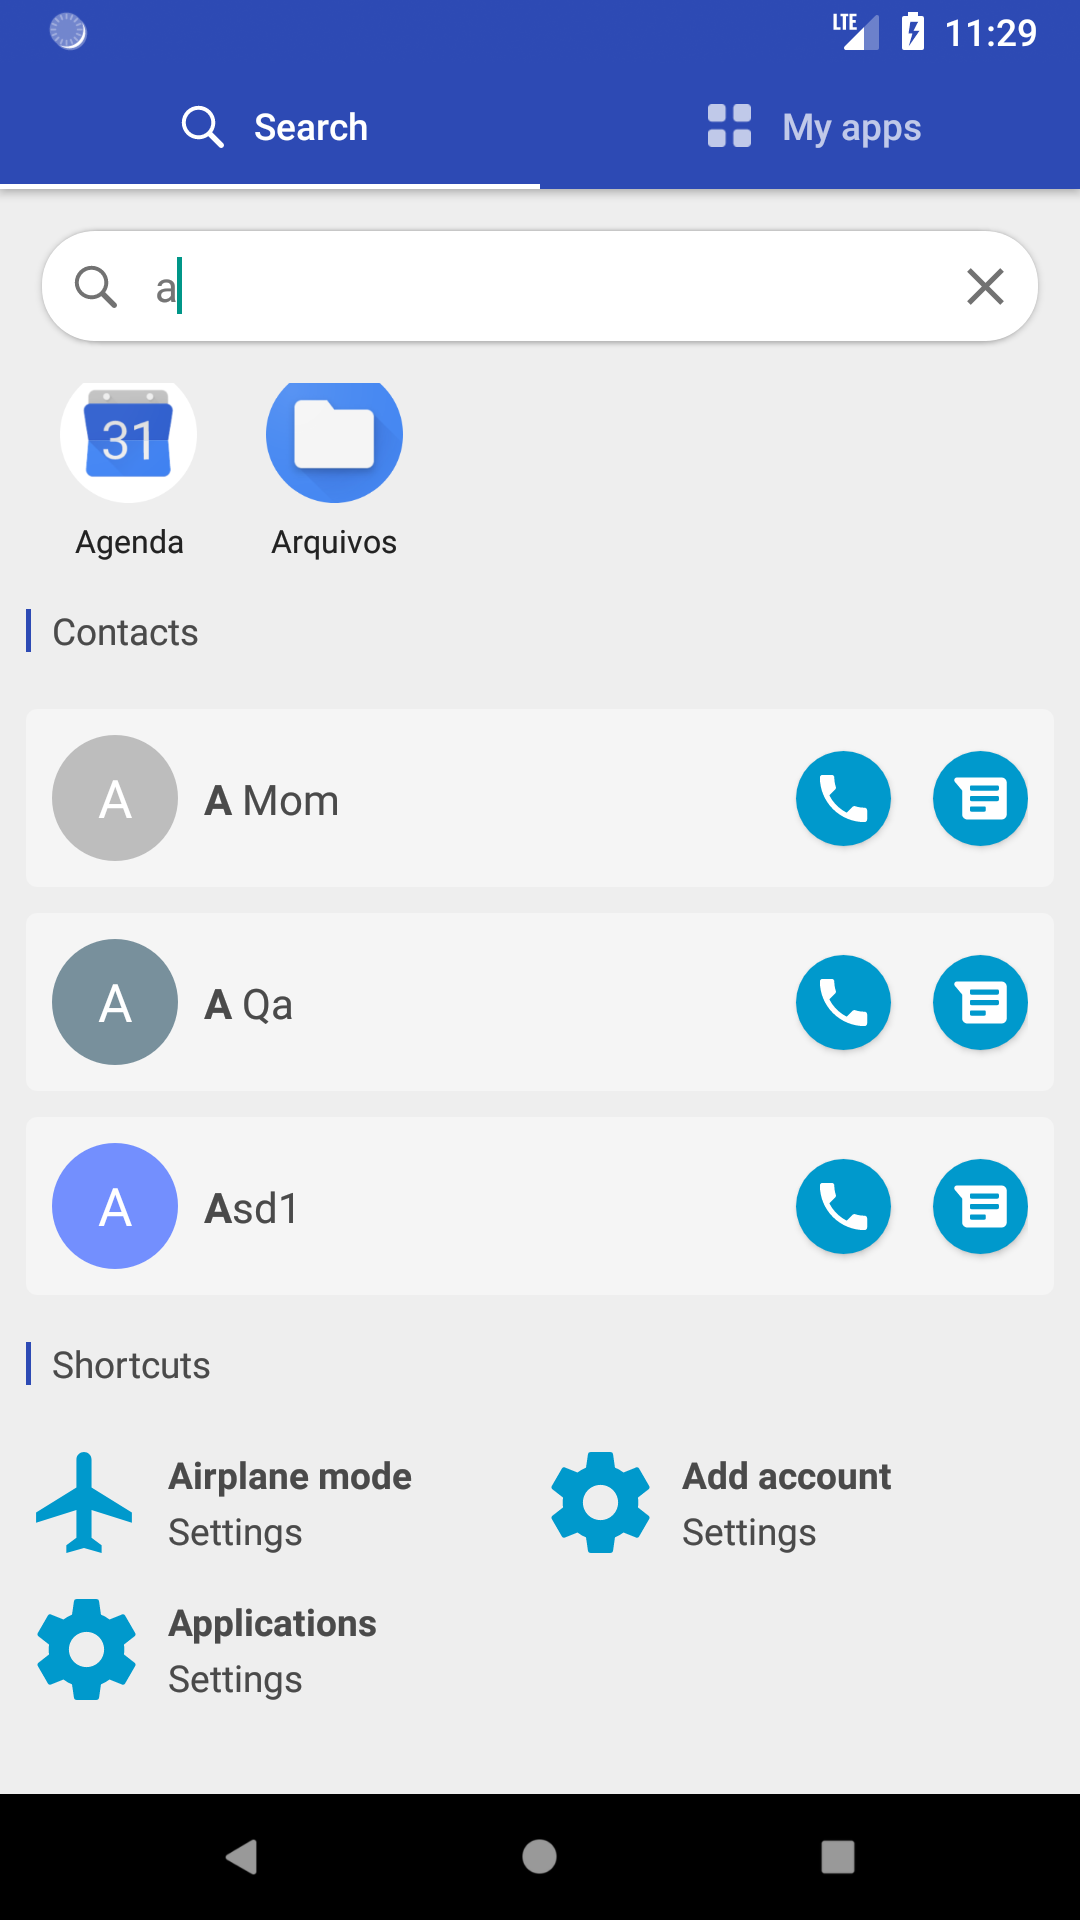 LTE 11:29
Search My apps
a
31
Agenda Arquivos
Contacts
A A Mom
A A Qa
A Asd1
Shortcuts
Airplane mode Add account
Settings Settings
Applications
Settings